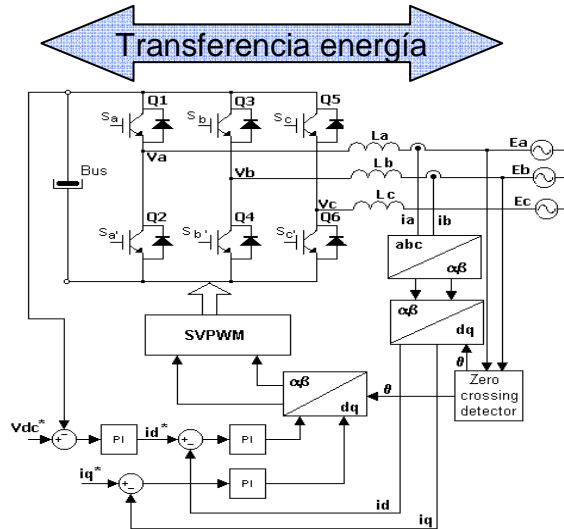 Transferencia energía
Q1 Q3 Q5
Sa Sb Sc
La Ea
Va
Bus
Lb Eb
Vb
Lc Ec
Vc
ia ib
Q2 Q4 Q6
Sa' Sb' Sc'
abc
αβ
αβ
dq
SVPWM
θ
αβ
θ
dq
Zero
crossing
detector
Vdc*
+ -
PI
id*
+ -
PI
iq*
+ -
PI
id
iq